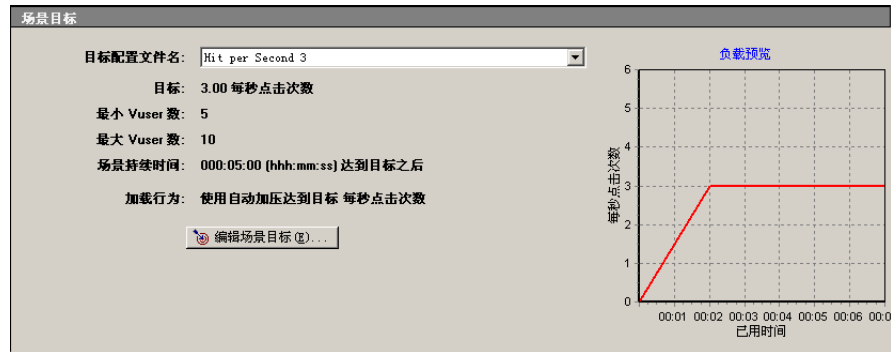 场景目标
目标配置文件名: Hit per Second 3
目标: 3.00 每秒点击次数
最小 Vuser 数: 5
最大 Vuser 数: 10
场景持续时间: 000:05:00 (hhh:mm:ss) 达到目标之后
加载行为: 使用自动加压达到目标 每秒点击次数
编辑场景目标(E)...
负载预览
6
5
4
3
2
1
0
每秒点击次数
00:01 00:02 00:03 00:04 00:05 00:06 00:0
已用时间